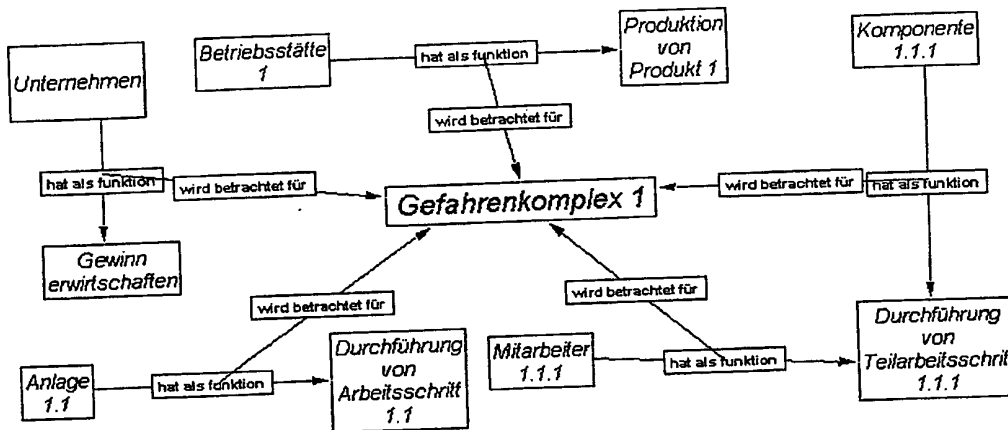 Unternehmen
hat als funktion
Gewinn
erwirtschaften
wird betrachtet für
Betriebsstätte
1
hat als funktion
Produktion
von
Produkt 1
wird betrachtet für
Komponente
1.1.1
hat als funktion
wird betrachtet für
Gefahrenkomplex 1
wird betrachtet für
Anlage
1.1
hat als funktion
Durchführung
von
Arbeitsschritt
1.1
wird betrachtet für
Mitarbeiter
1.1.1
hat als funktion
Durchführung
von
Teilarbeitsschritt
1.1.1